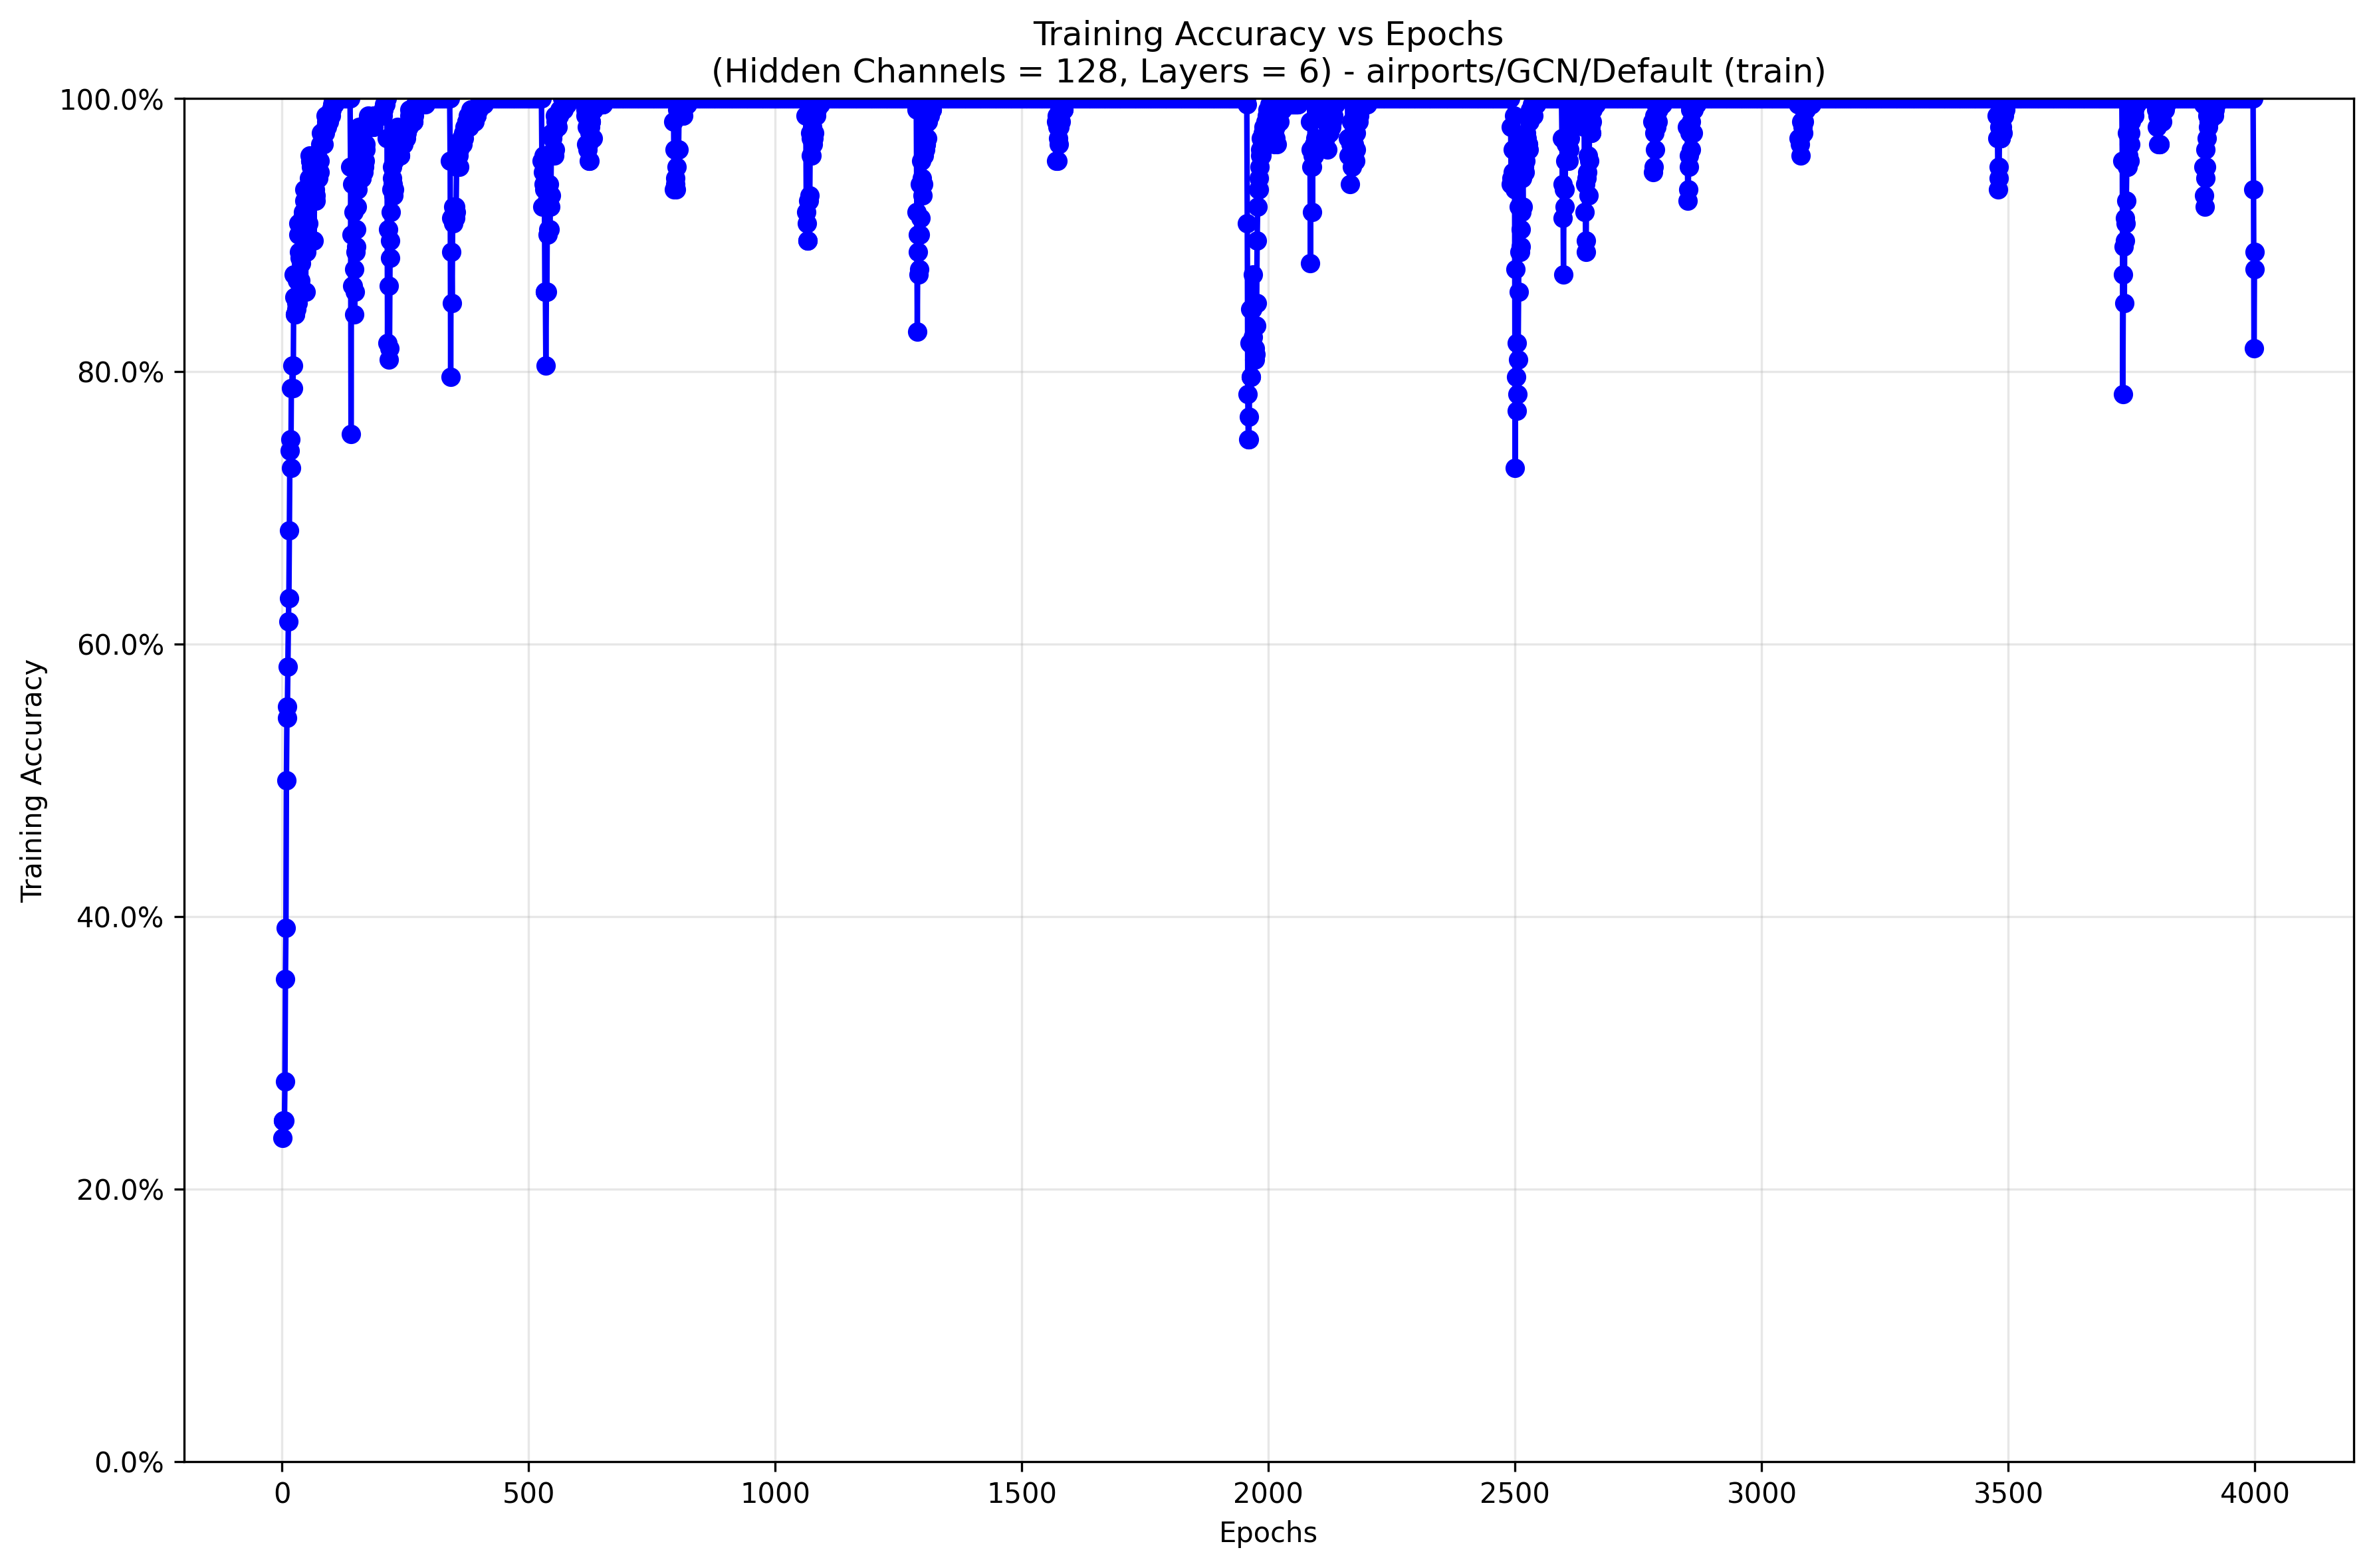 Training Accuracy vs Epochs
(Hidden Channels = 128, Layers = 6) - airports/GCN/Default (train)
100.0%
80.0%
60.0%
40.0%
20.0%
0.0%
Training Accuracy
0 500 1000 1500 2000 2500 3000 3500 4000
Epochs